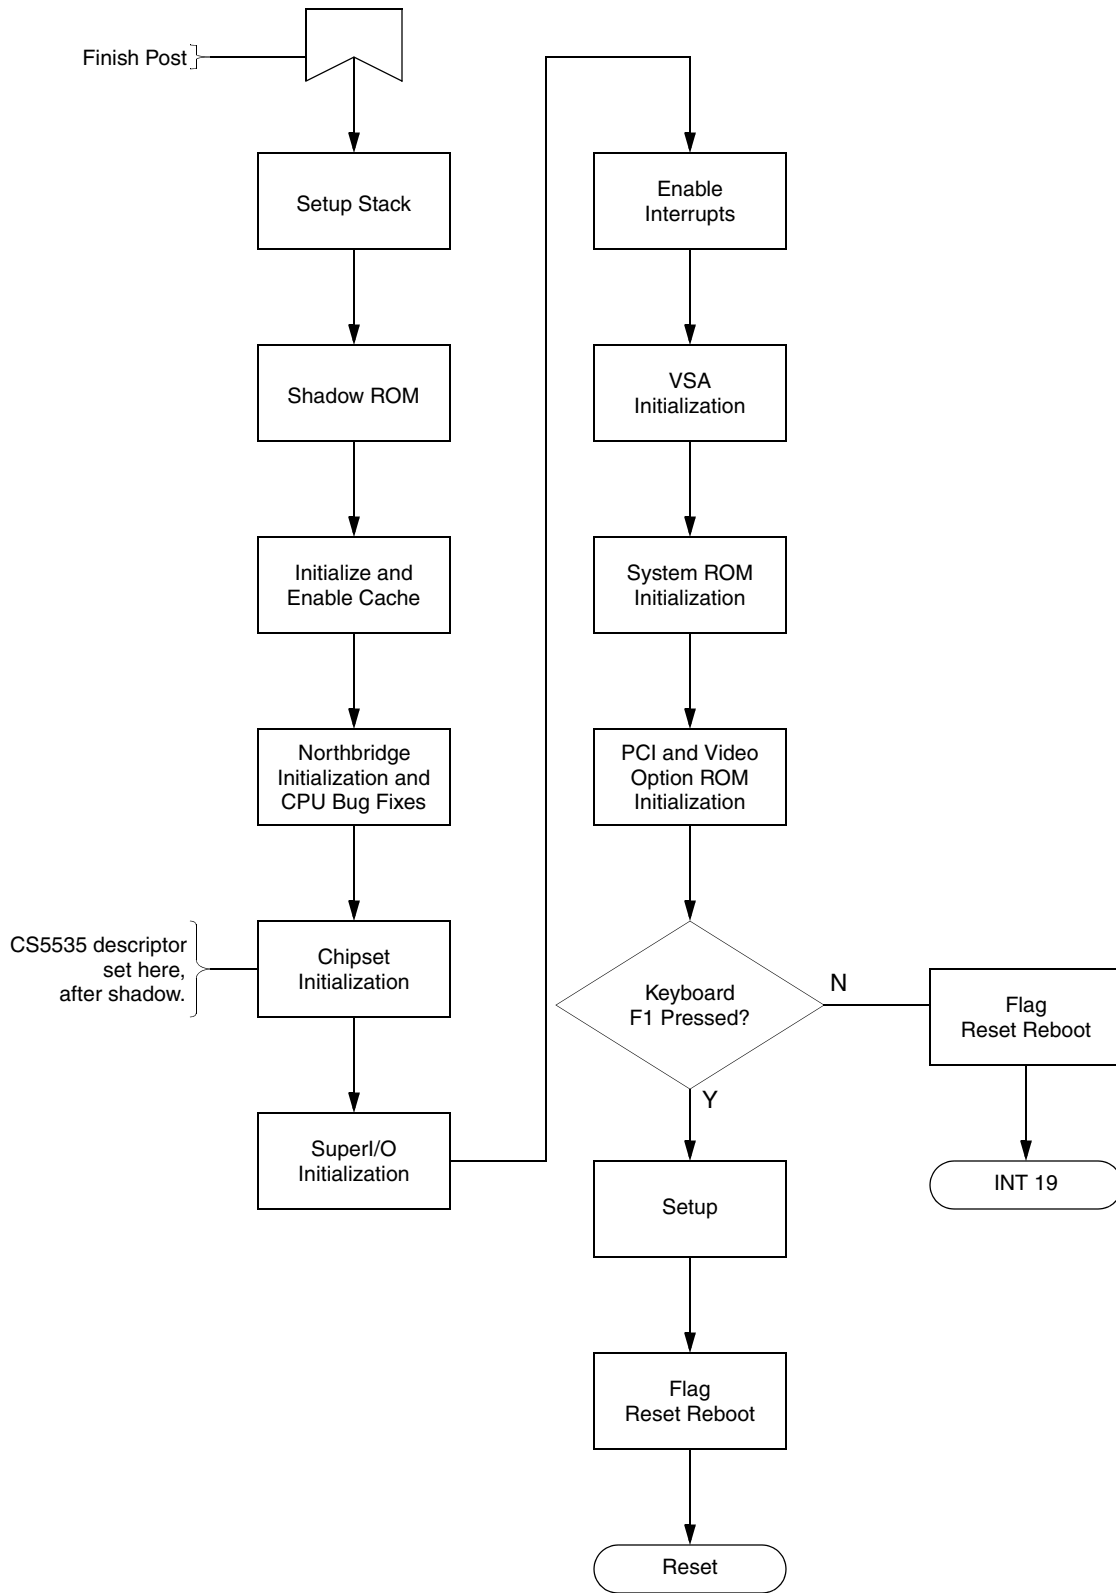 Finish Post
Setup Stack
Shadow ROM
Initialize and
Enable Cache
Northbridge
Initialization and
CPU Bug Fixes
CS5535 descriptor
set here,
after shadow.
Chipset
Initialization
SuperI/O
Initialization
Enable
Interrupts
VSA
Initialization
System ROM
Initialization
PCI and Video
Option ROM
Initialization
Keyboard
F1 Pressed?
N
Flag
Reset Reboot
INT 19
Y
Setup
Flag
Reset Reboot
Reset